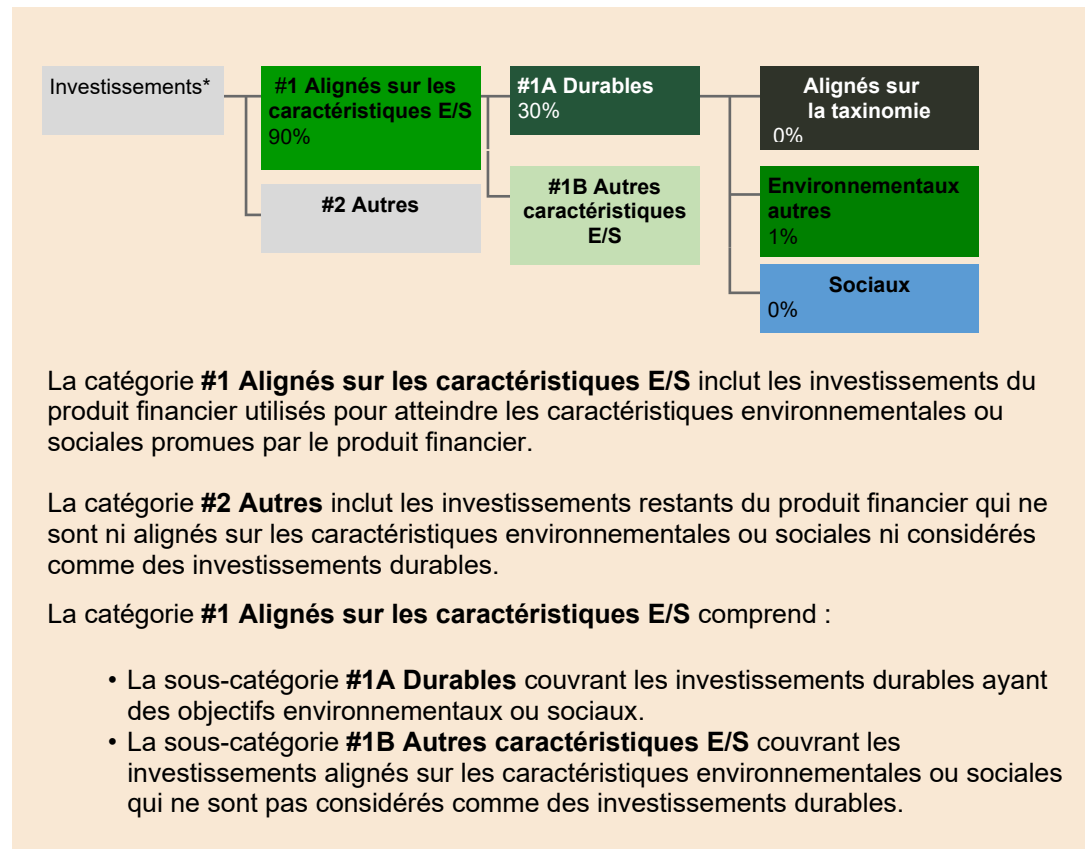 Investissements*
#1 Alignés sur les
caractéristiques E/S
90%
#2 Autres
#1A Durables
30%
#1B Autres
caractéristiques
E/S
Alignés sur
la taxinomie
0%
Environnementaux
autres
1%
Sociaux
0%
La catégorie #1 Alignés sur les caractéristiques E/S inclut les investissements du
produit financier utilisés pour atteindre les caractéristiques environnementales ou
sociales promues par le produit financier.
La catégorie #2 Autres inclut les investissements restants du produit financier qui ne
sont ni alignés sur les caractéristiques environnementales ou sociales ni considérés
comme des investissements durables.
La catégorie #1 Alignés sur les caractéristiques E/S comprend :
• La sous-catégorie #1A Durables couvrant les investissements durables ayant
des objectifs environnementaux ou sociaux.
• La sous-catégorie #1B Autres caractéristiques E/S couvrant les
investissements alignés sur les caractéristiques environnementales ou sociales
qui ne sont pas considérés comme des investissements durables.